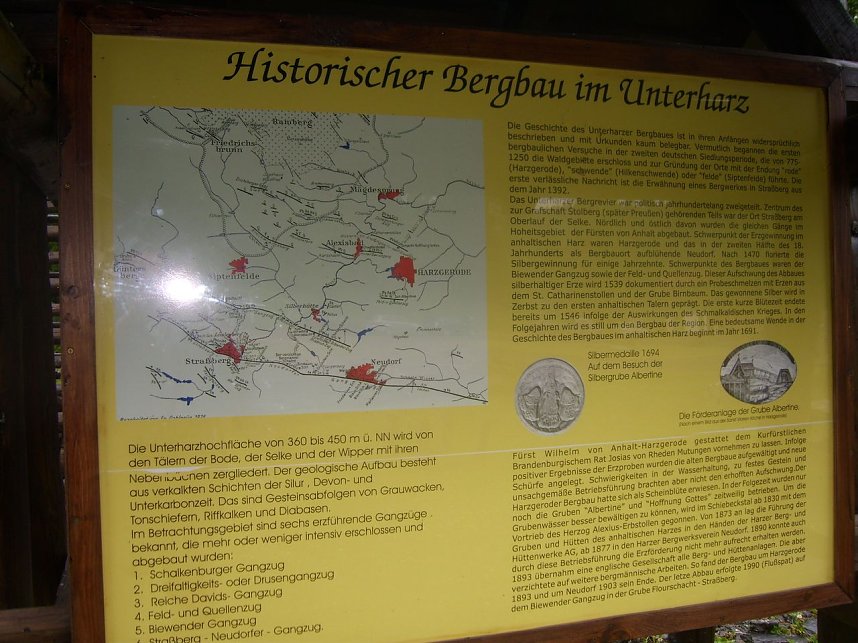 Historischer Bergbau im Unterharz
Ramberg
Friedrichs
brunn
Mägdesprung
Alexisbad
HARZGERODE
Siptenfelde
Silberhütte
Straßberg
Neudorf
Die Geschichte des Unterharzer Bergbaues ist in ihren Anfängen widersprüchlich
beschrieben und mit Urkunden kaum belegbar. Vermutlich begannen die ersten
bergbaulichen Versuche in der zweiten deutschen Siedlungsperiode, die von 775-
1250 die Waldgebiete erschloss und zur Gründung der Orte mit der Endung "rode"
(Harzgerode), "schwende" (Hilkenschwende) oder "felde" (Siptenfelde) führte. Die
erste verlässliche Nachricht ist die Erwähnung eines Bergwerkes in Straßberg aus
dem Jahr 1392.
Das Unterharzer Bergrevier war politisch jahrhundertelang zweigeteilt. Zentrum des
zur Grafschaft Stolberg (später Preußen) gehörenden Teils war der Ort Straßberg am
Oberlauf der Selke. Nördlich und östlich davon wurden die gleichen Gänge im
Hoheitsgebiet der Fürsten von Anhalt abgebaut. Schwerpunkt der Erzgewinnung im
anhaltischen Harz waren Harzgerode und das in der zweiten Hälfte des 18.
Jahrhunderts als Bergbauort aufblühende Neudorf. Nach 1470 florierte die
Silbergewinnung für einige Jahrzehnte. Schwerpunkte des Bergbaues waren der
Biewender Gangzug sowie der Feld- und Quellenzug. Dieser Aufschwung des Abbaues
silberhaltiger Erze wird 1539 dokumentiert durch ein Probeschmelzen mit Erzen aus
dem St. Catharinenstollen und der Grube Birnbaum. Das gewonnene Silber wird in
Zerbst zu den ersten anhaltischen Talern geprägt. Die erste kurze Blütezeit endete
bereits um 1546 infolge der Auswirkungen des Schmalkaldischen Krieges. In den
Folgejahren wird es still um den Bergbau der Region. Eine bedeutsame Wende in der
Geschichte des Bergbaues im anhaltischen Harz beginnt im Jahr 1691.
Silbermedaille 1694
Auf dem Besuch der
Silbergrube Albertine
Die Förderanlage der Grube Albertine.
Die Unterharzhochfläche von 360 bis 450 m ü. NN wird von
den Tälern der Bode, der Selke und der Wipper mit ihren
Nebenbächen zergliedert. Der geologische Aufbau besteht
aus verkalkten Schichten der Silur , Devon- und
Unterkarbonzeit. Das sind Gesteinsabfolgen von Grauwacken,
Tonschiefern, Riffkalken und Diabasen.
Im Betrachtungsgebiet sind sechs erzführende Gangzüge
bekannt, die mehr oder weniger intensiv erschlossen und
abgebaut wurden:
1. Schalkenburger Gangzug
2. Dreifaltigkeits- oder Drusengangzug
3. Reiche Davids- Gangzug
4. Feld- und Quellenzug
5. Biewender Gangzug
6. Straßberg - Neudorfer - Gangzug.
Fürst Wilhelm von Anhalt-Harzgerode gestattet dem Kurfürstlichen
Brandenburgischem Rat Josias von Rheden Mutungen vornehmen zu lassen. Infolge
positiver Ergebnisse der Erzproben wurden die alten Bergbaue aufgewältigt und neue
Schürfe angelegt. Schwierigkeiten in der Wasserhaltung, zu festes Gestein und
unsachgemäße Betriebsführung brachten aber nicht den erhofften Aufschwung.Der
Harzgeroder Bergbau hatte sich als Scheinblüte erwiesen. In der Folgezeit wurden nur
noch die Gruben "Albertine" und "Hoffnung Gottes" zeitweilig betrieben. Um die
Grubenwässer besser bewältigen zu können, wird im Schiebeckstal ab 1830 mit dem
Vortrieb des Herzog Alexius-Erbstollen gegonnen. Von 1873 an lag die Führung der
Gruben und Hütten des anhaltischen Harzes in den Händen der Harzer Berg- und
Hüttenwerke AG, ab 1877 in den Harzer Bergwerksverein Neudorf. 1890 konnte auch
durch diese Betriebsführung die Erzförderung nicht mehr aufrecht erhalten werden.
1893 übernahm eine englische Gesellschaft alle Berg- und Hüttenanlagen. Die aber
verzichtete auf weitere bergmännische Arbeiten. So fand der Bergbau um Harzgerode
1893 und um Neudorf 1903 sein Ende. Der letze Abbau erfolgte 1990 (Flußspat) auf
dem Biewender Gangzug in der Grube Flourschacht - Straßberg.